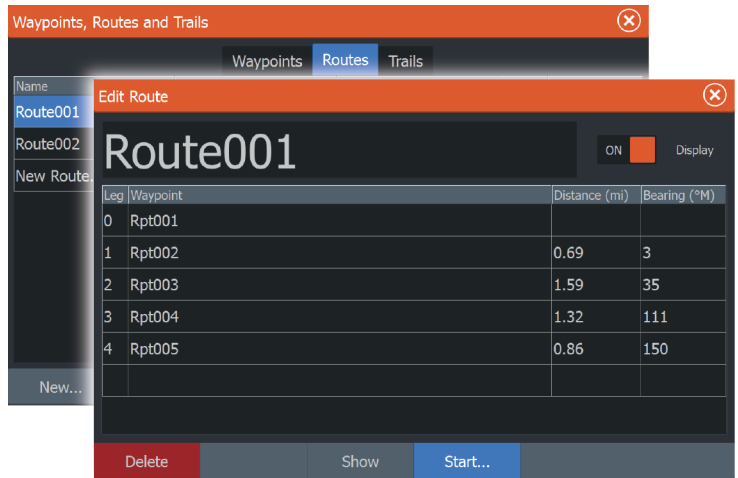 Waypoints, Routes and Trails
Waypoints Routes Trails
Name
Route001
Route002
New Route.
New...
Edit Route
Route001
ON Display
Leg Waypoint Distance (mi) Bearing (°M)
0 Rpt001
1 Rpt002 0.69 3
2 Rpt003 1.59 35
3 Rpt004 1.32 111
4 Rpt005 0.86 150
Delete Show Start...